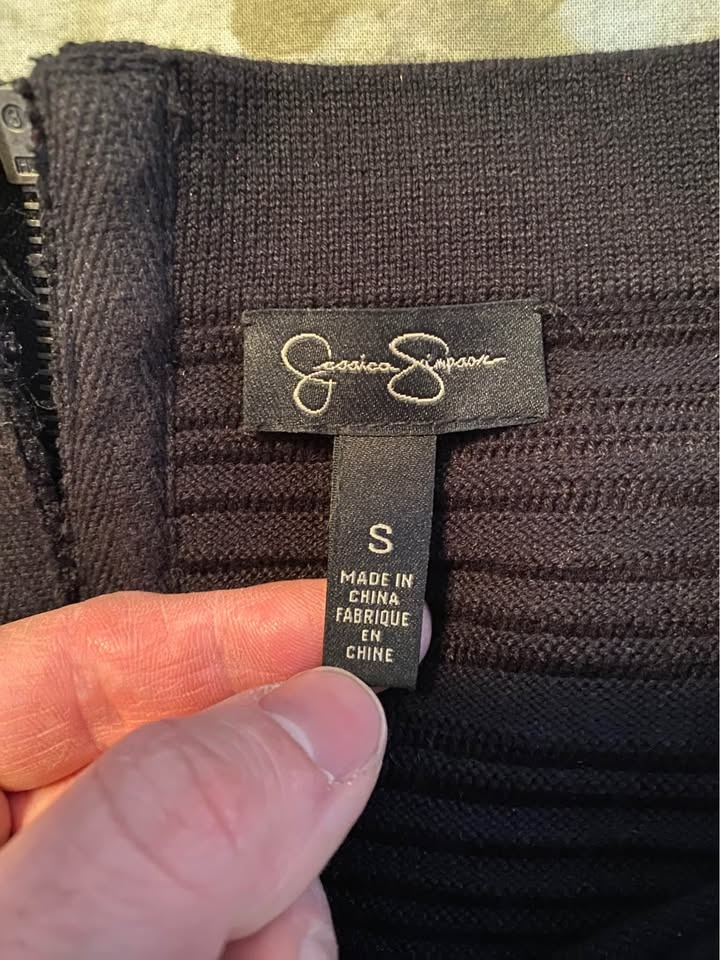 Jessica Simpson
S
MADE IN
CHINA
FABRIQUE
EN
CHINE